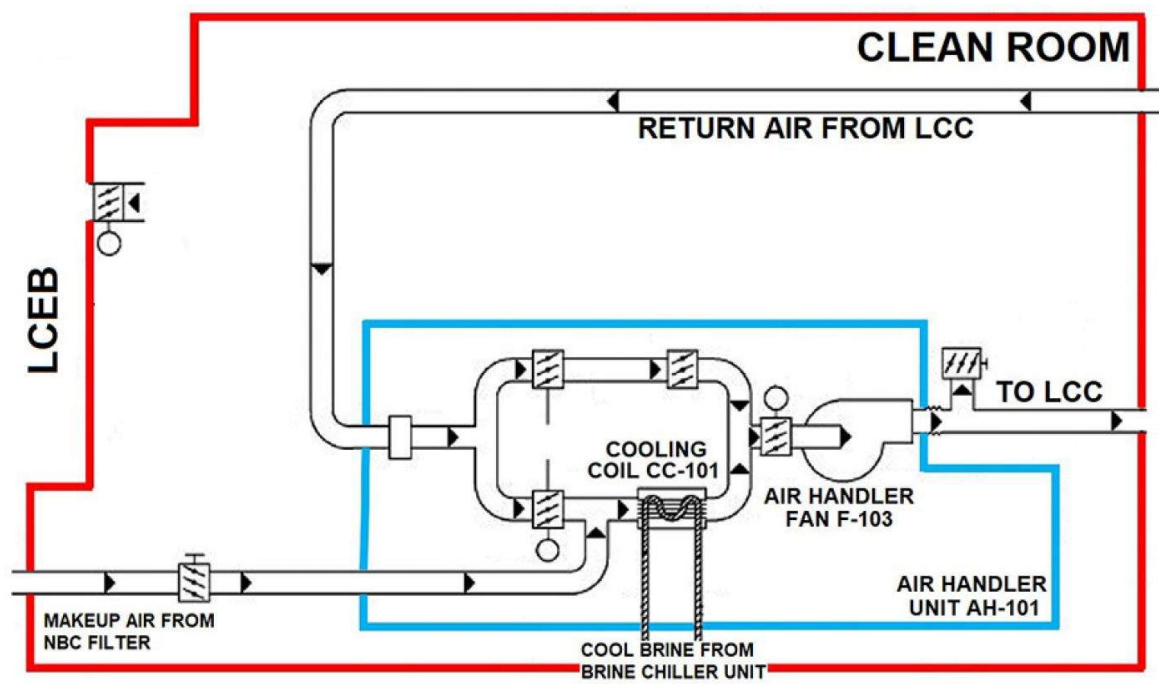 CLEAN ROOM
RETURN AIR FROM LCC
LCEB
TO LCC
COOLING
COIL CC-101
AIR HANDLER
FAN F-103
AIR HANDLER
UNIT AH-101
MAKEUP AIR FROM
NBC FILTER
COOL BRINE FROM
BRINE CHILLER UNIT